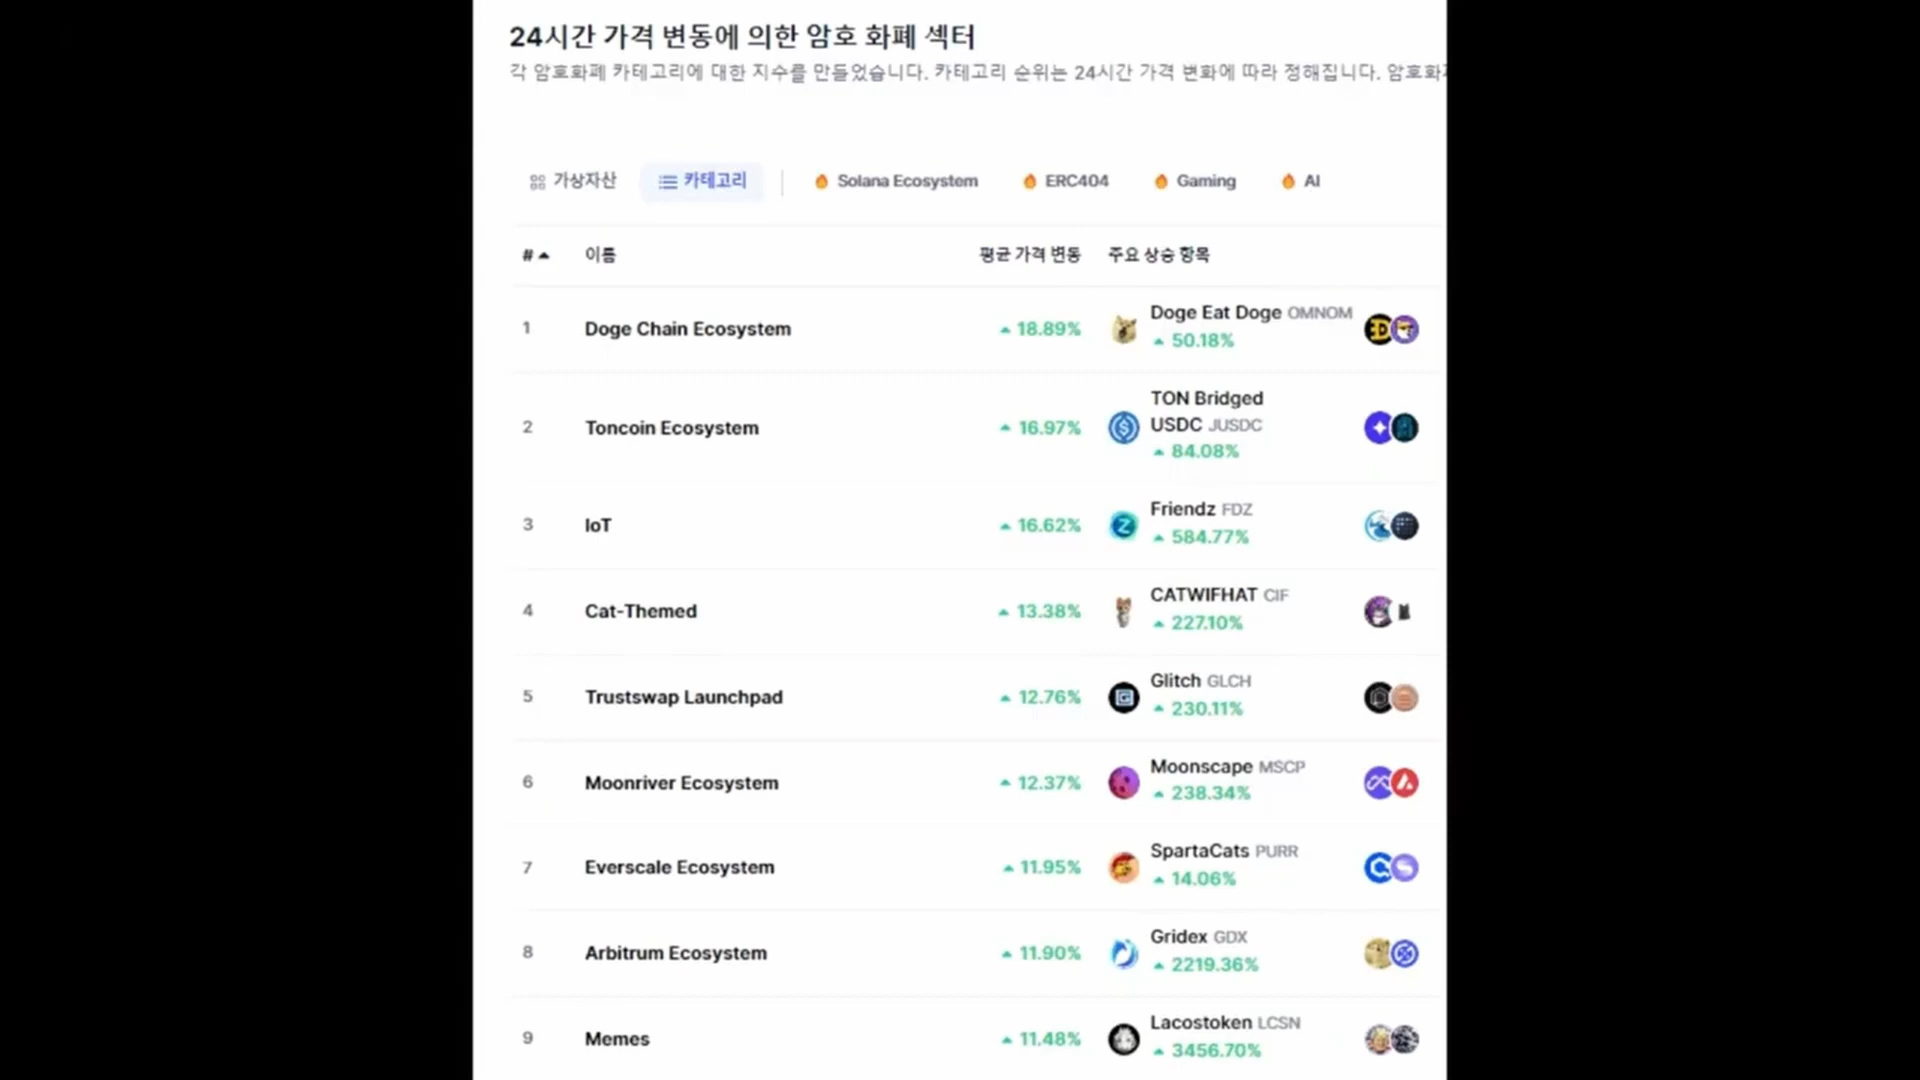 24시간 가격 변동에 의한 암호 화폐 섹터
각 암호화폐 카테고리에 대한 지수를 만들었습니다. 카테고리 순위는 24시간 가격 변화에 따라 정해집니다. 암호화
가상자산 카테고리 Solana Ecosystem ERC404 Gaming AI
# 이름 평균 가격 변동 주요 상승 항목
1 Doge Chain Ecosystem 18.89% Doge Eat Doge OMNOM
50.18%
2 Toncoin Ecosystem 16.97% TON Bridged
USDC JUSDC
84.08%
3 IoT 16.62% Friendz FDZ
584.77%
4 Cat-Themed 13.38% CATWIFHAT CIF
227.10%
5 Trustswap Launchpad 12.76% Glitch GLCH
230.11%
6 Moonriver Ecosystem 12.37% Moonscape MSCP
238.34%
7 Everscale Ecosystem 11.95% SpartaCats PURR
14.06%
8 Arbitrum Ecosystem 11.90% Gridex GDX
2219.36%
9 Memes 11.48% Lacostoken LCSN
3456.70%